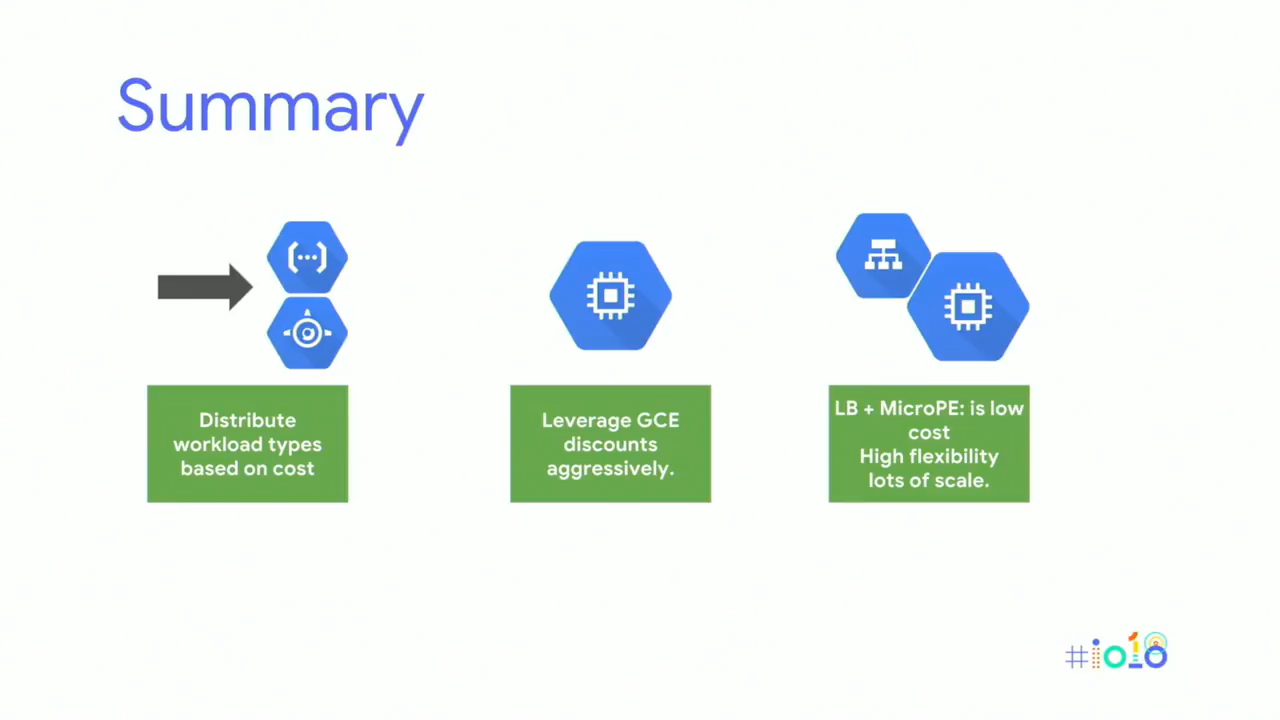 Summary
Distribute
workload types
based on cost
Leverage GCE
discounts
aggressively.
LB + MicroPE: is low
cost
High flexibility
lots of scale.
#io18